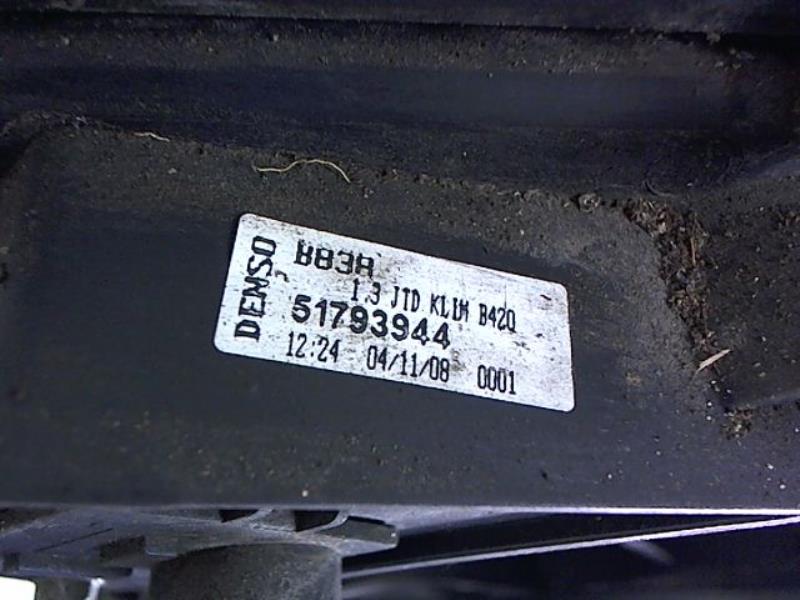 DENSO
B83A
1.3 JTD KLIM B420
51793944
12:24 04/11/08 0001